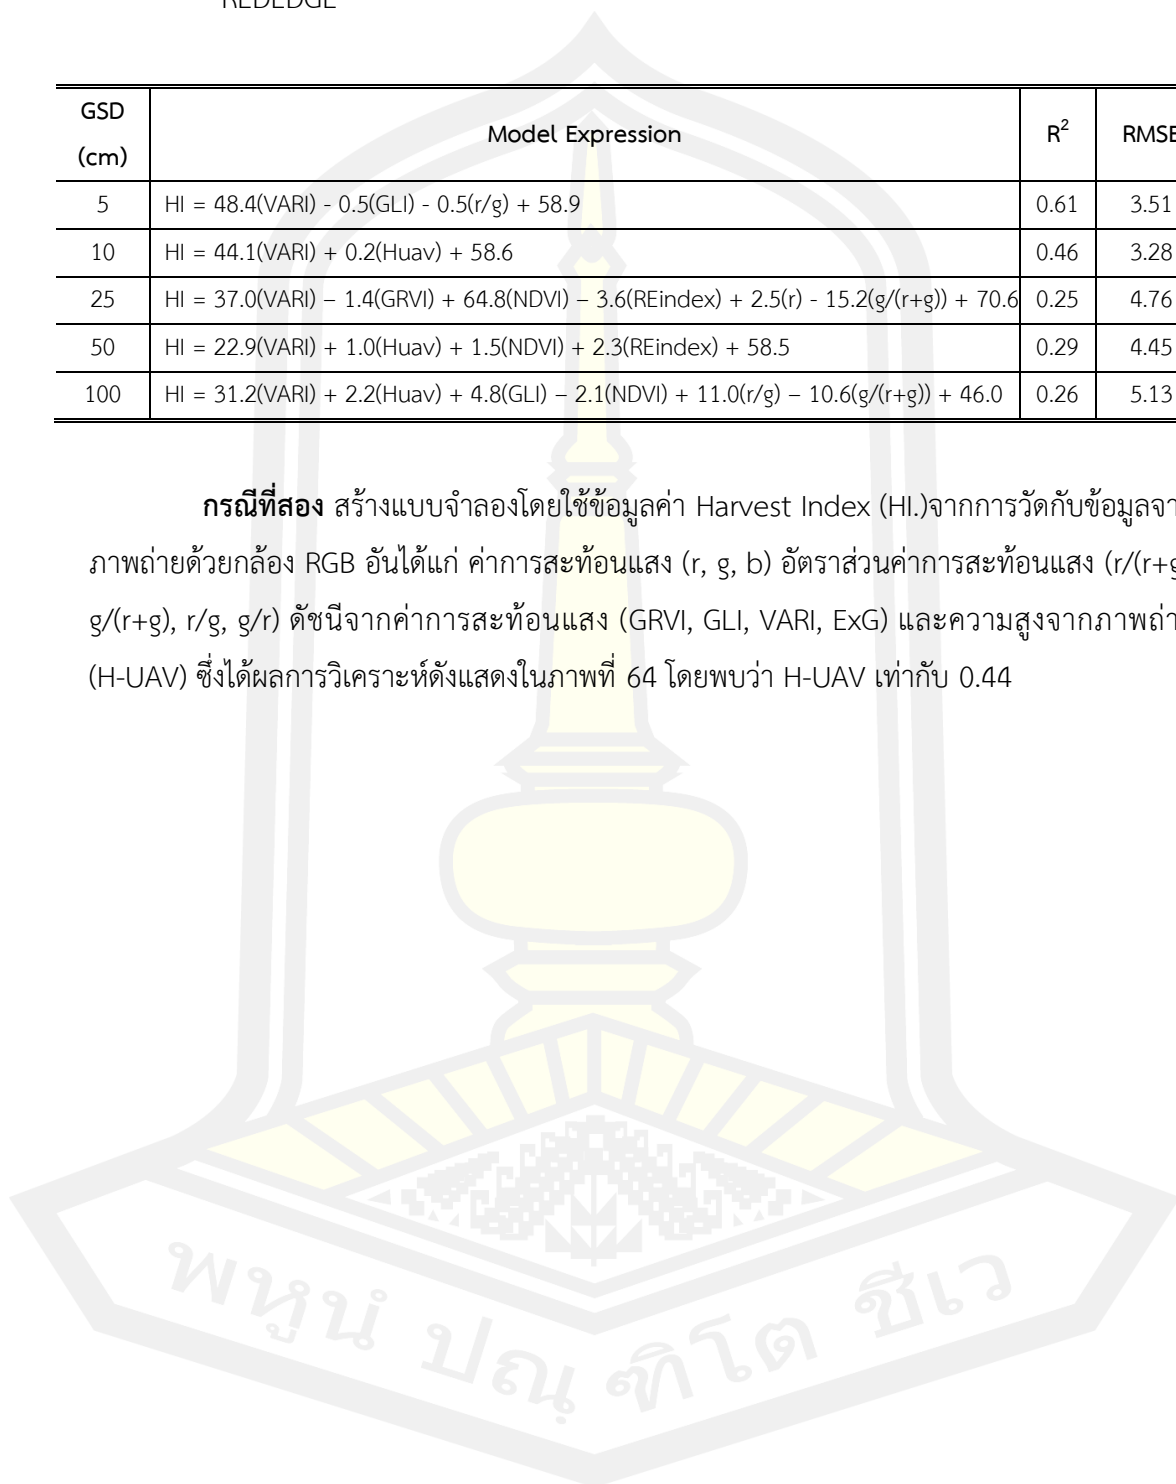 REDEDGE
GSD (cm) Model Expression R² RMSE
5 HI = 48.4(VARI) - 0.5(GLI) - 0.5(r/g) + 58.9 0.61 3.51
10 HI = 44.1(VARI) + 0.2(Huav) + 58.6 0.46 3.28
25 HI = 37.0(VARI) – 1.4(GRVI) + 64.8(NDVI) – 3.6(REindex) + 2.5(r) - 15.2(g/(r+g)) + 70.6 0.25 4.76
50 HI = 22.9(VARI) + 1.0(Huav) + 1.5(NDVI) + 2.3(REindex) + 58.5 0.29 4.45
100 HI = 31.2(VARI) + 2.2(Huav) + 4.8(GLI) – 2.1(NDVI) + 11.0(r/g) – 10.6(g/(r+g)) + 46.0 0.26 5.13
กรณีที่สอง สร้างแบบจำลองโดยใช้ข้อมูลค่า Harvest Index (HI.)จากการวัดกับข้อมูลจา
ภาพถ่ายด้วยกล้อง RGB อันได้แก่ ค่าการสะท้อนแสง (r, g, b) อัตราส่วนค่าการสะท้อนแสง (r/(r+g
g/(r+g), r/g, g/r) ดัชนีจากค่าการสะท้อนแสง (GRVI, GLI, VARI, ExG) และความสูงจากภาพถ่า
(H-UAV) ซึ่งได้ผลการวิเคราะห์ดังแสดงในภาพที่ 64 โดยพบว่า H-UAV เท่ากับ 0.44
พหูนํ ปณฺ ฑิโต ชีเว